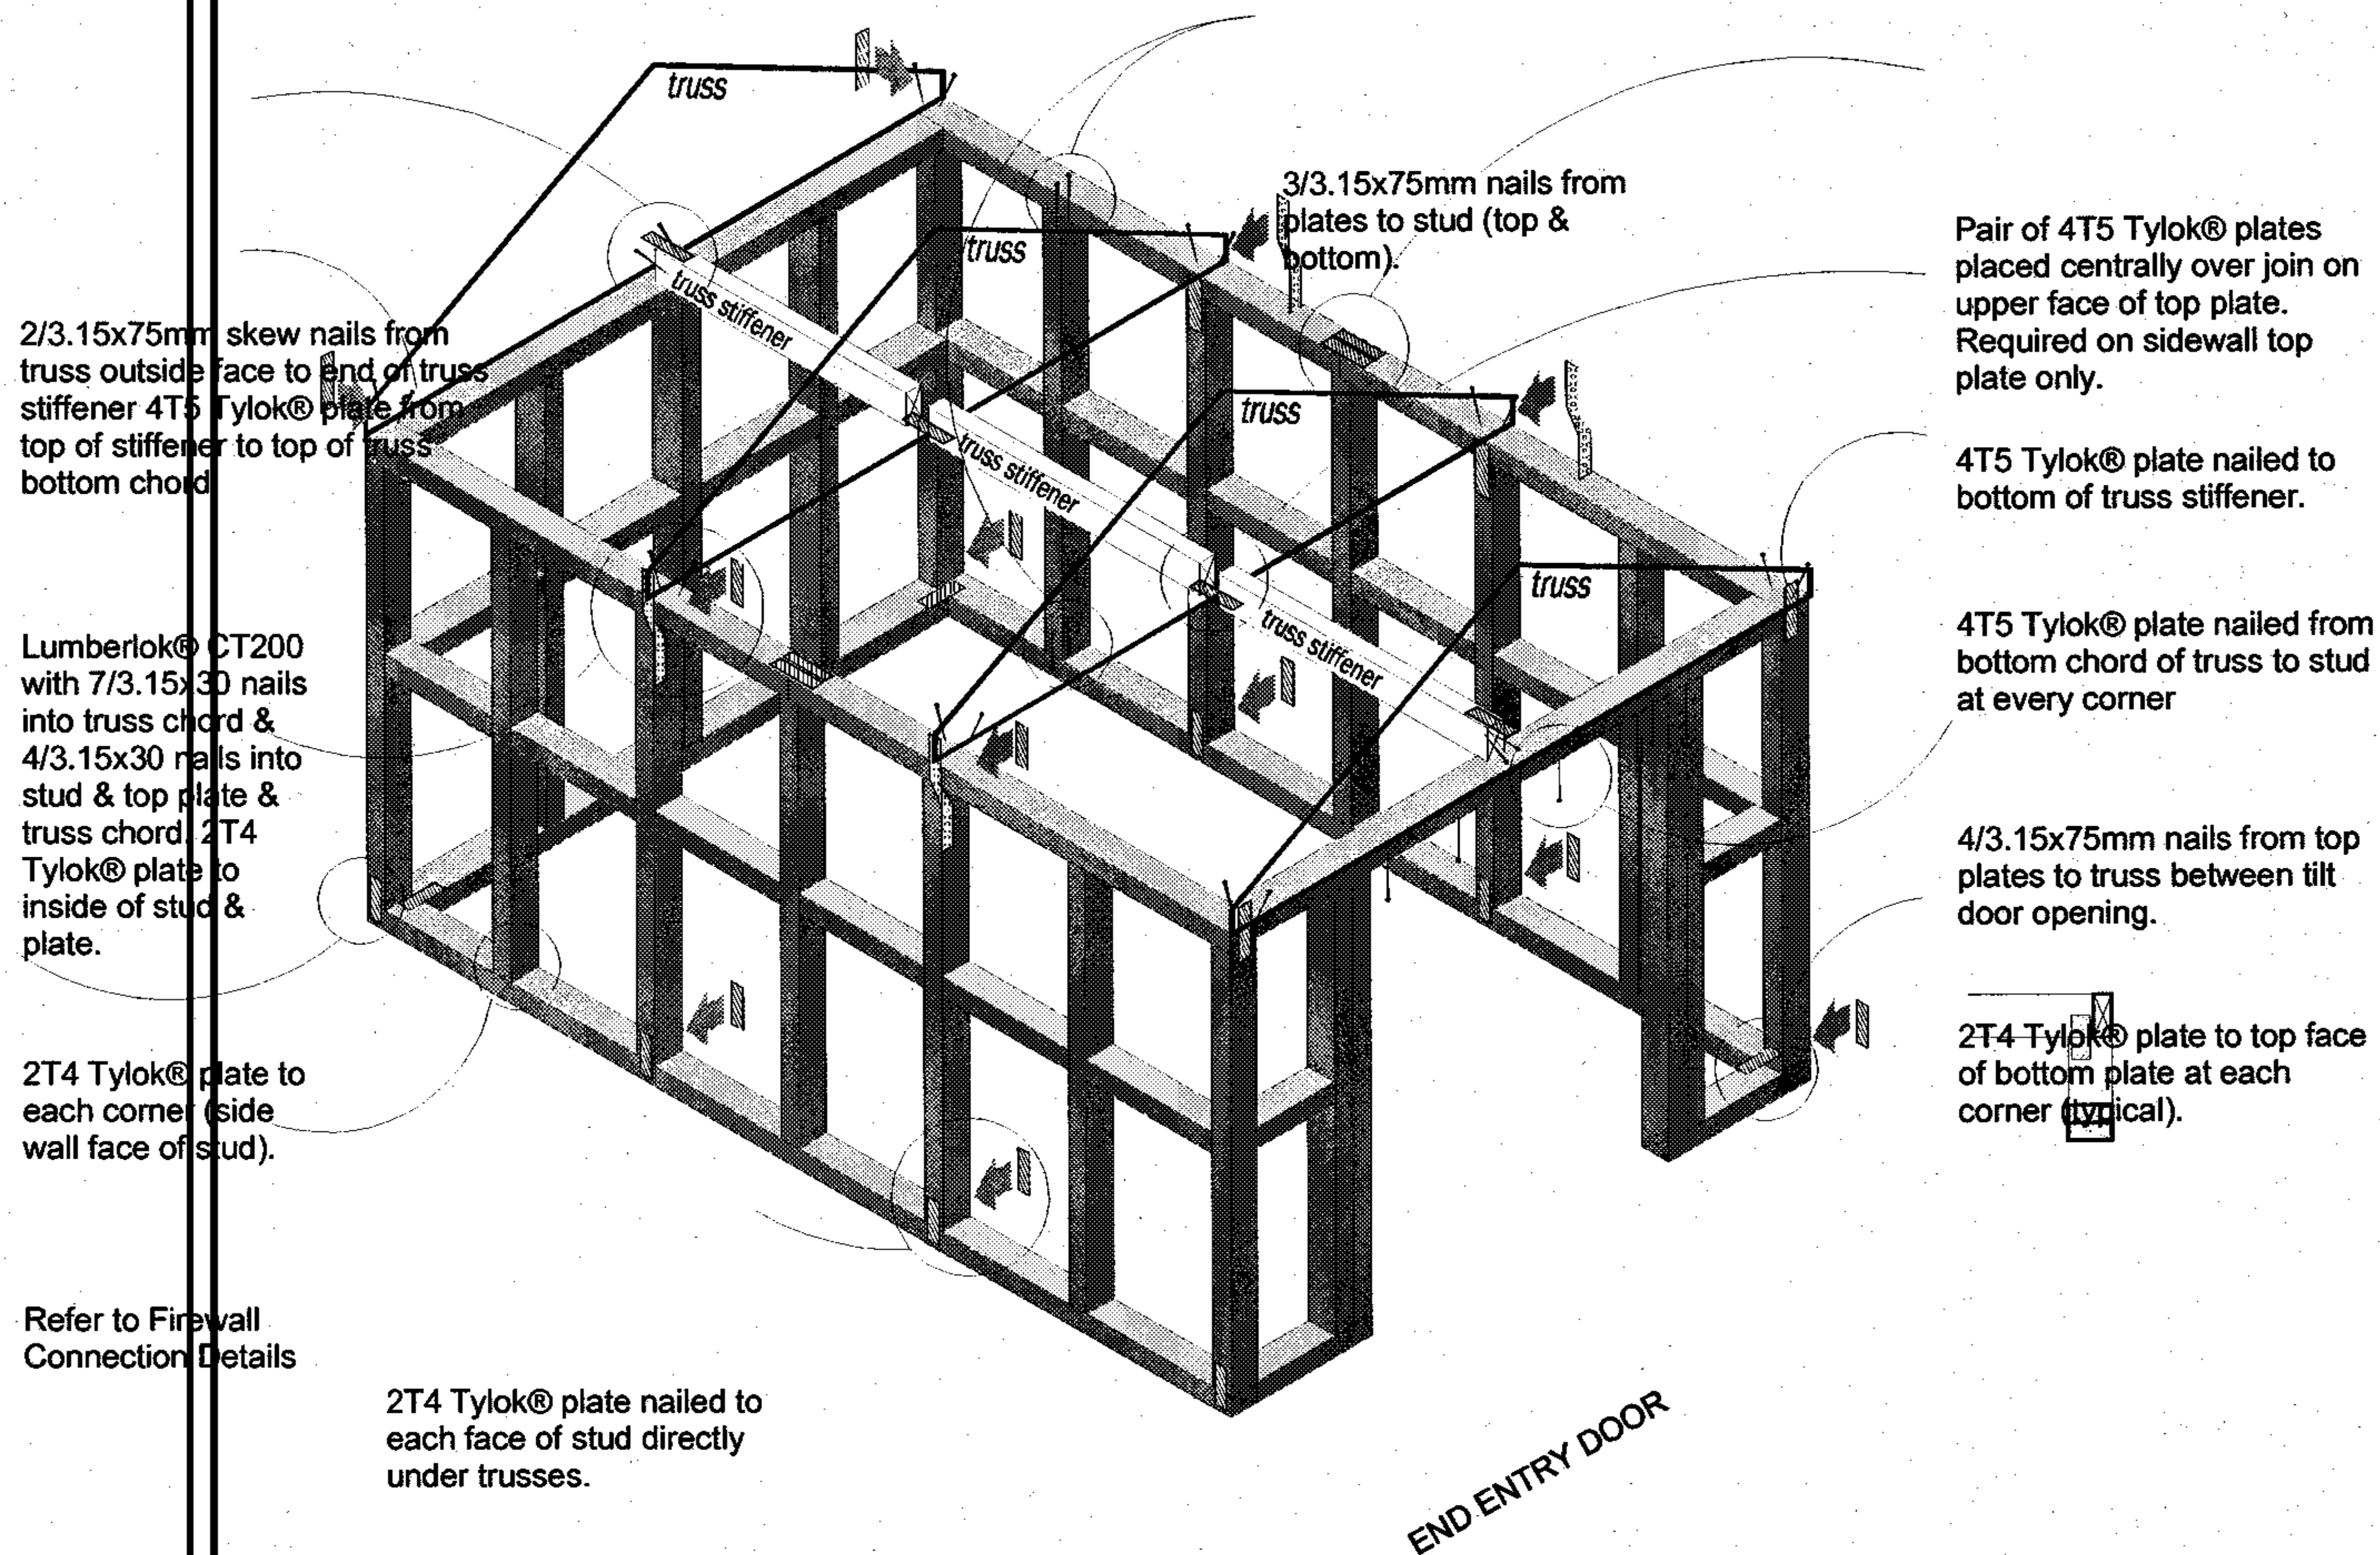 truss
truss
truss
truss
truss stiffener
truss stiffener
truss stiffener
3/3.15x75mm nails from
plates to stud (top &
bottom).
2/3.15x75mm skew nails from
truss outside face to end of truss
stiffener 4T5 Tylok® plate from
top of stiffener to top of truss
bottom chord
Lumberlok® CT200
with 7/3.15x30 nails
into truss chord &
4/3.15x30 nails into
stud & top plate &
truss chord. 2T4
Tylok® plate to
inside of stud &
plate.
2T4 Tylok® plate to
each corner (side
wall face of stud).
Refer to Firewall
Connection Details
2T4 Tylok® plate nailed to
each face of stud directly
under trusses.
Pair of 4T5 Tylok® plates
placed centrally over join on
upper face of top plate.
Required on sidewall top
plate only.
4T5 Tylok® plate nailed to
bottom of truss stiffener.
4T5 Tylok® plate nailed from
bottom chord of truss to stud
at every corner
4/3.15x75mm nails from top
plates to truss between tilt
door opening.
2T4 Tylok® plate to top face
of bottom plate at each
corner (typical).
END ENTRY DOOR